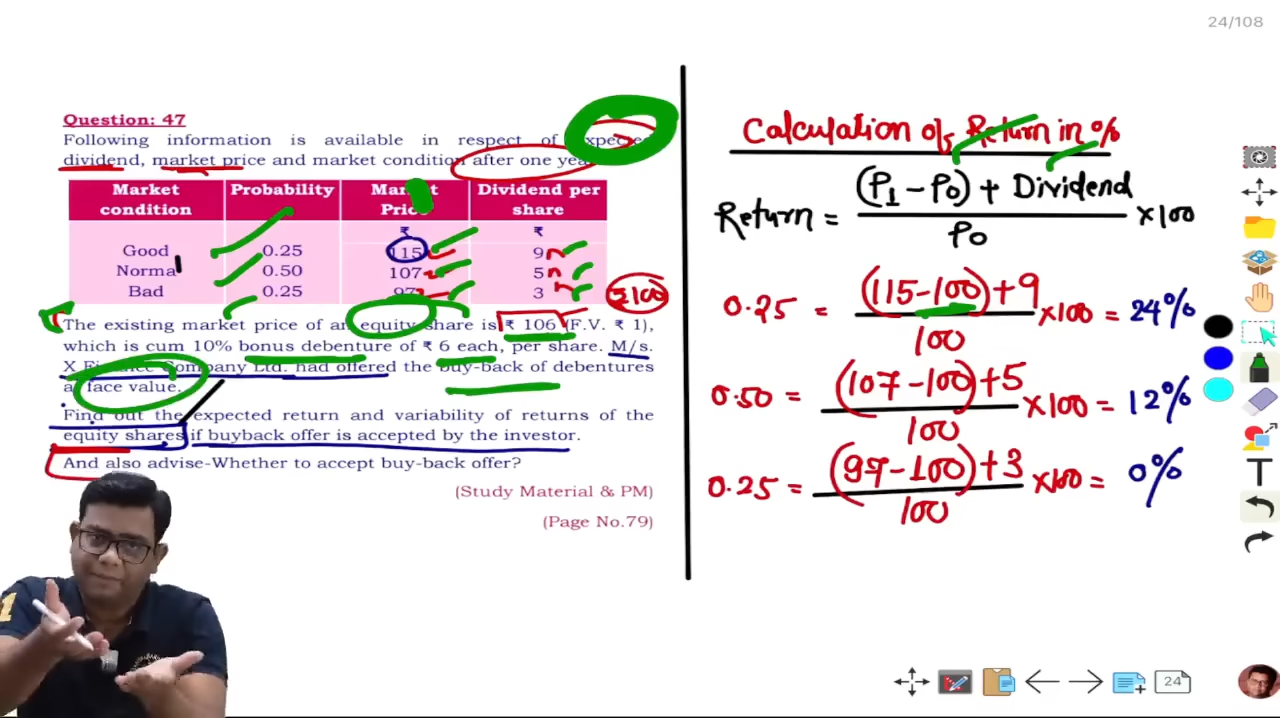 24/108
Question: 47
Following information is available in respect of expected
dividend, market price and market condition after one year
Market condition Probability Market Price Dividend per share
₹ ₹
Good 0.25 115 9
Norma 0.50 107 5
Bad 0.25 97 3
₹100
The existing market price of an equity share is ₹ 106 (F.V. ₹ 1),
which is cum 10% bonus debenture of ₹ 6 each, per share. M/s.
X Finance Company Ltd. had offered the buy-back of debentures
at face value.
Find out the expected return and variability of returns of the
equity shares if buyback offer is accepted by the investor.
And also advise-Whether to accept buy-back offer?
(Study Material & PM)
(Page No.79)
Calculation of Return in %
Return = (P1 - P0) + Dividend / P0 × 100
0.25 = (115-100)+9 / 100 ×100 = 24%
0.50 = (107-100)+5 / 100 ×100 = 12%
0.25 = (97-100)+3 / 100 ×100 = 0%
T
24
1